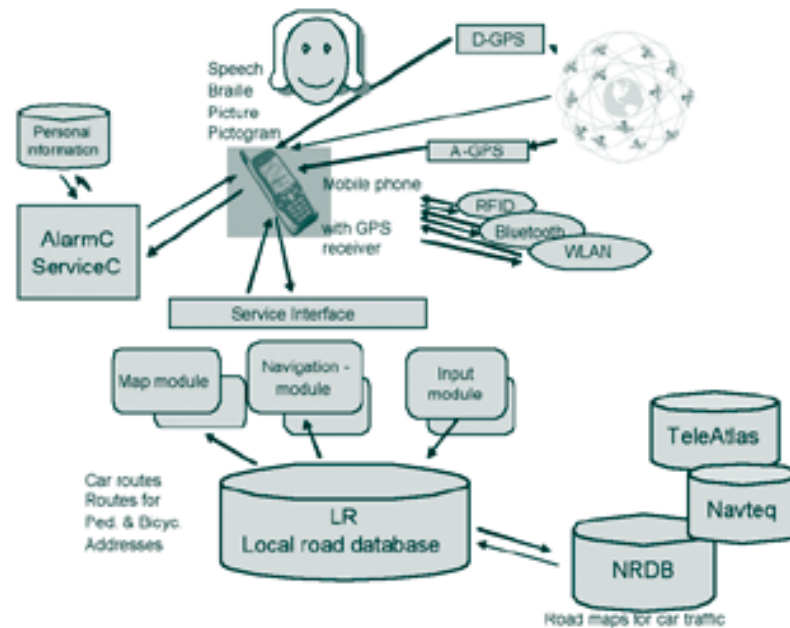 D-GPS
Speech
Braille
Picture
Pictogram
Personal
information
A-GPS
Mobile phone
RFID
with GPS
receiver
Bluetooth
WLAN
AlarmC
ServiceC
Service Interface
Map module
Navigation -
module
Input
module
TeleAtlas
Car routes
Routes for
Ped. & Bicyc.
Addresses
LR
Local road database
Navteq
NRDB
Road maps for car traffic